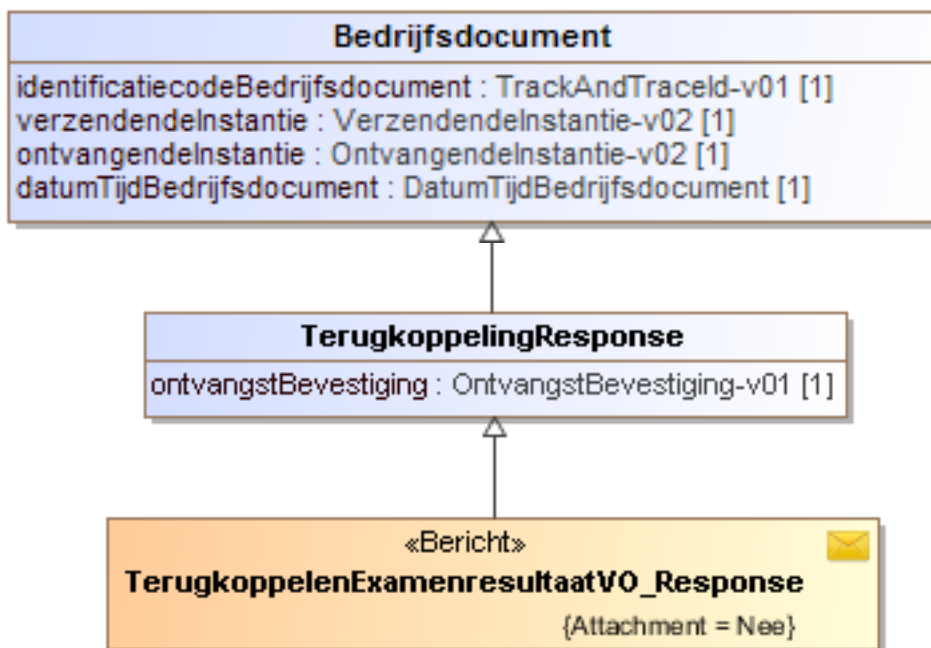 Bedrijfsdocument
identificatiecodeBedrijfsdocument : TrackAndTraceId-v01 [1]
verzendendeInstantie : VerzendendeInstantie-v02 [1]
ontvangendeInstantie : OntvangendeInstantie-v02 [1]
datumTijdBedrijfsdocument : DatumTijdBedrijfsdocument [1]
TerugkoppelingResponse
ontvangstBevestiging : OntvangstBevestiging-v01 [1]
«Bericht»
TerugkoppelenExamenresultaatVO_Response
{Attachment = Nee}